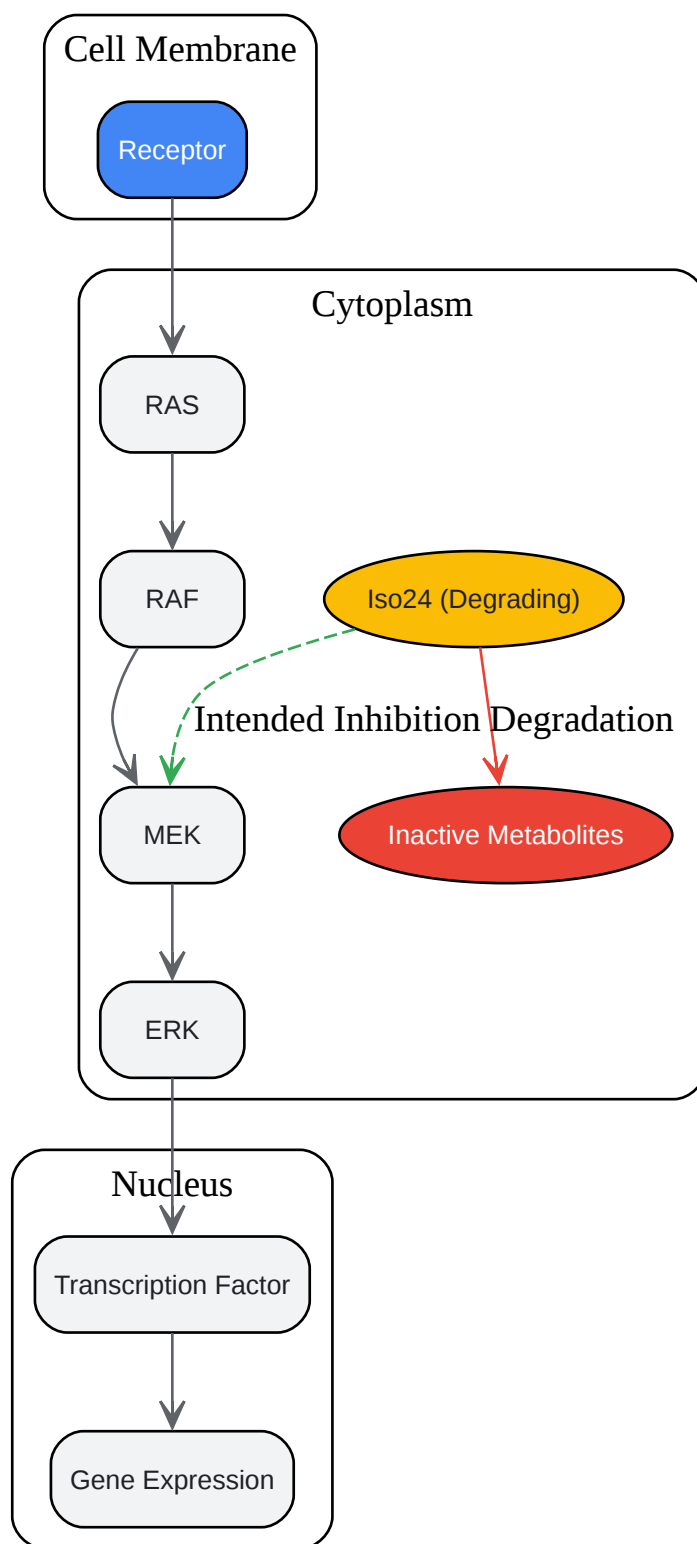 Cell Membrane
Receptor
Cytoplasm
RAS
RAF
Iso24 (Degrading)
Intended Inhibition
Degradation
MEK
Inactive Metabolites
ERK
Nucleus
Transcription Factor
Gene Expression